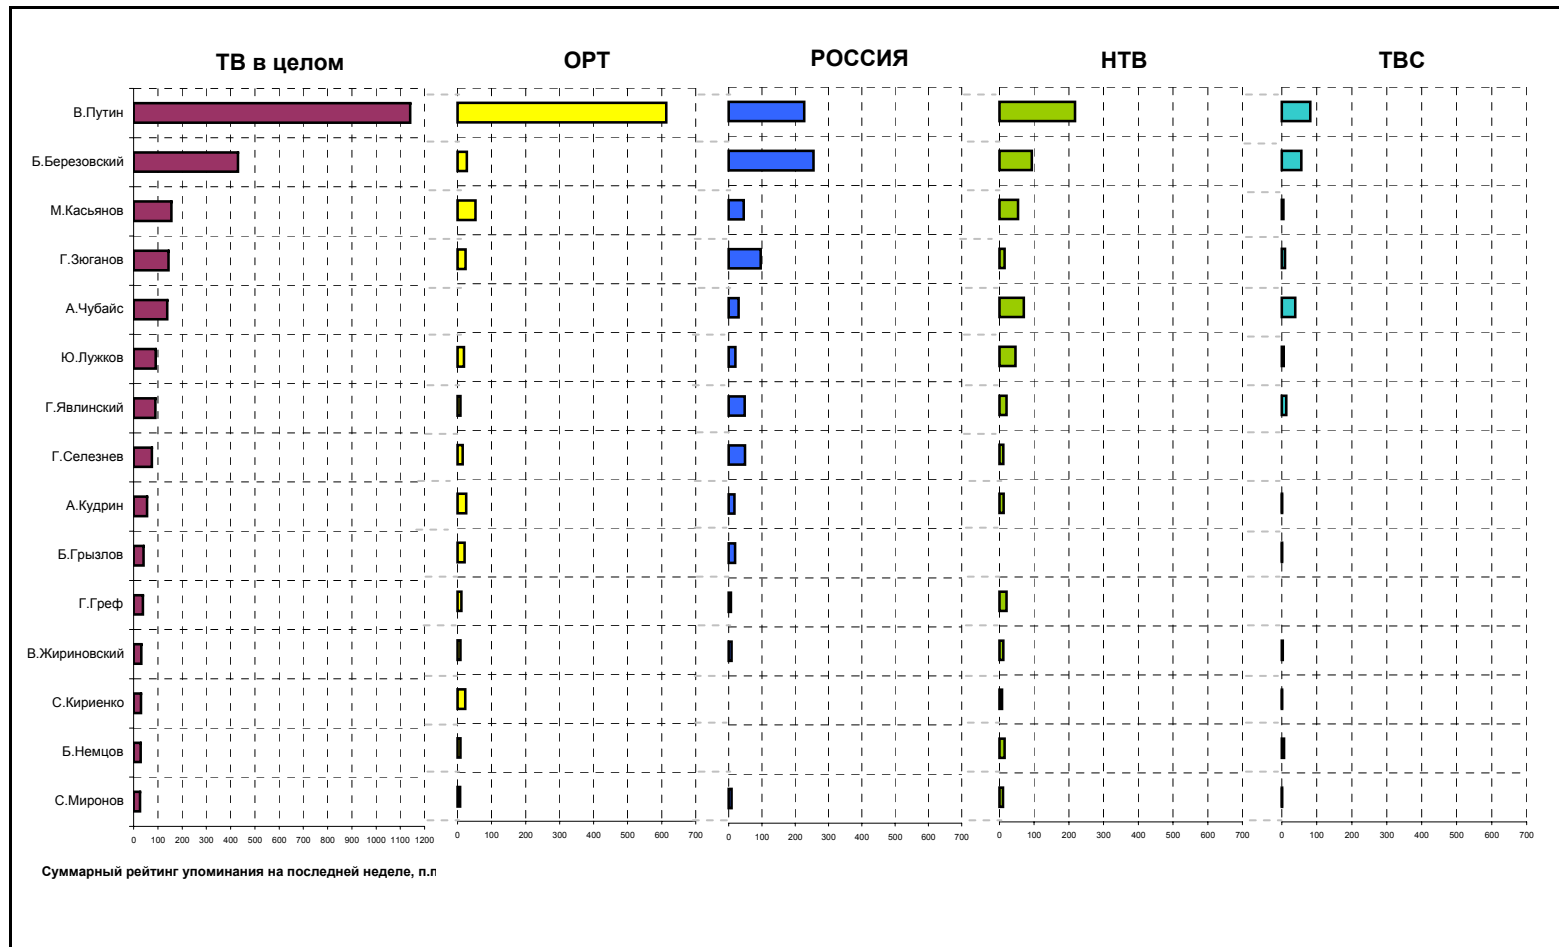 ТВ в целом ОРТ РОССИЯ НТВ ТВС
В.Путин
Б.Березовский
М.Касьянов
Г.Зюганов
А.Чубайс
Ю.Лужков
Г.Явлинский
Г.Селезнев
А.Кудрин
Б.Грызлов
Г.Греф
В.Жириновский
С.Кириенко
Б.Немцов
С.Миронов
0 100 200 300 400 500 600 700 800 900 1000 1100 1200 0 100 200 300 400 500 600 700 0 100 200 300 400 500 600 700 0 100 200 300 400 500 600 700 0 100 200 300 400 500 600 700
Суммарный рейтинг упоминания на последней неделе, п.п